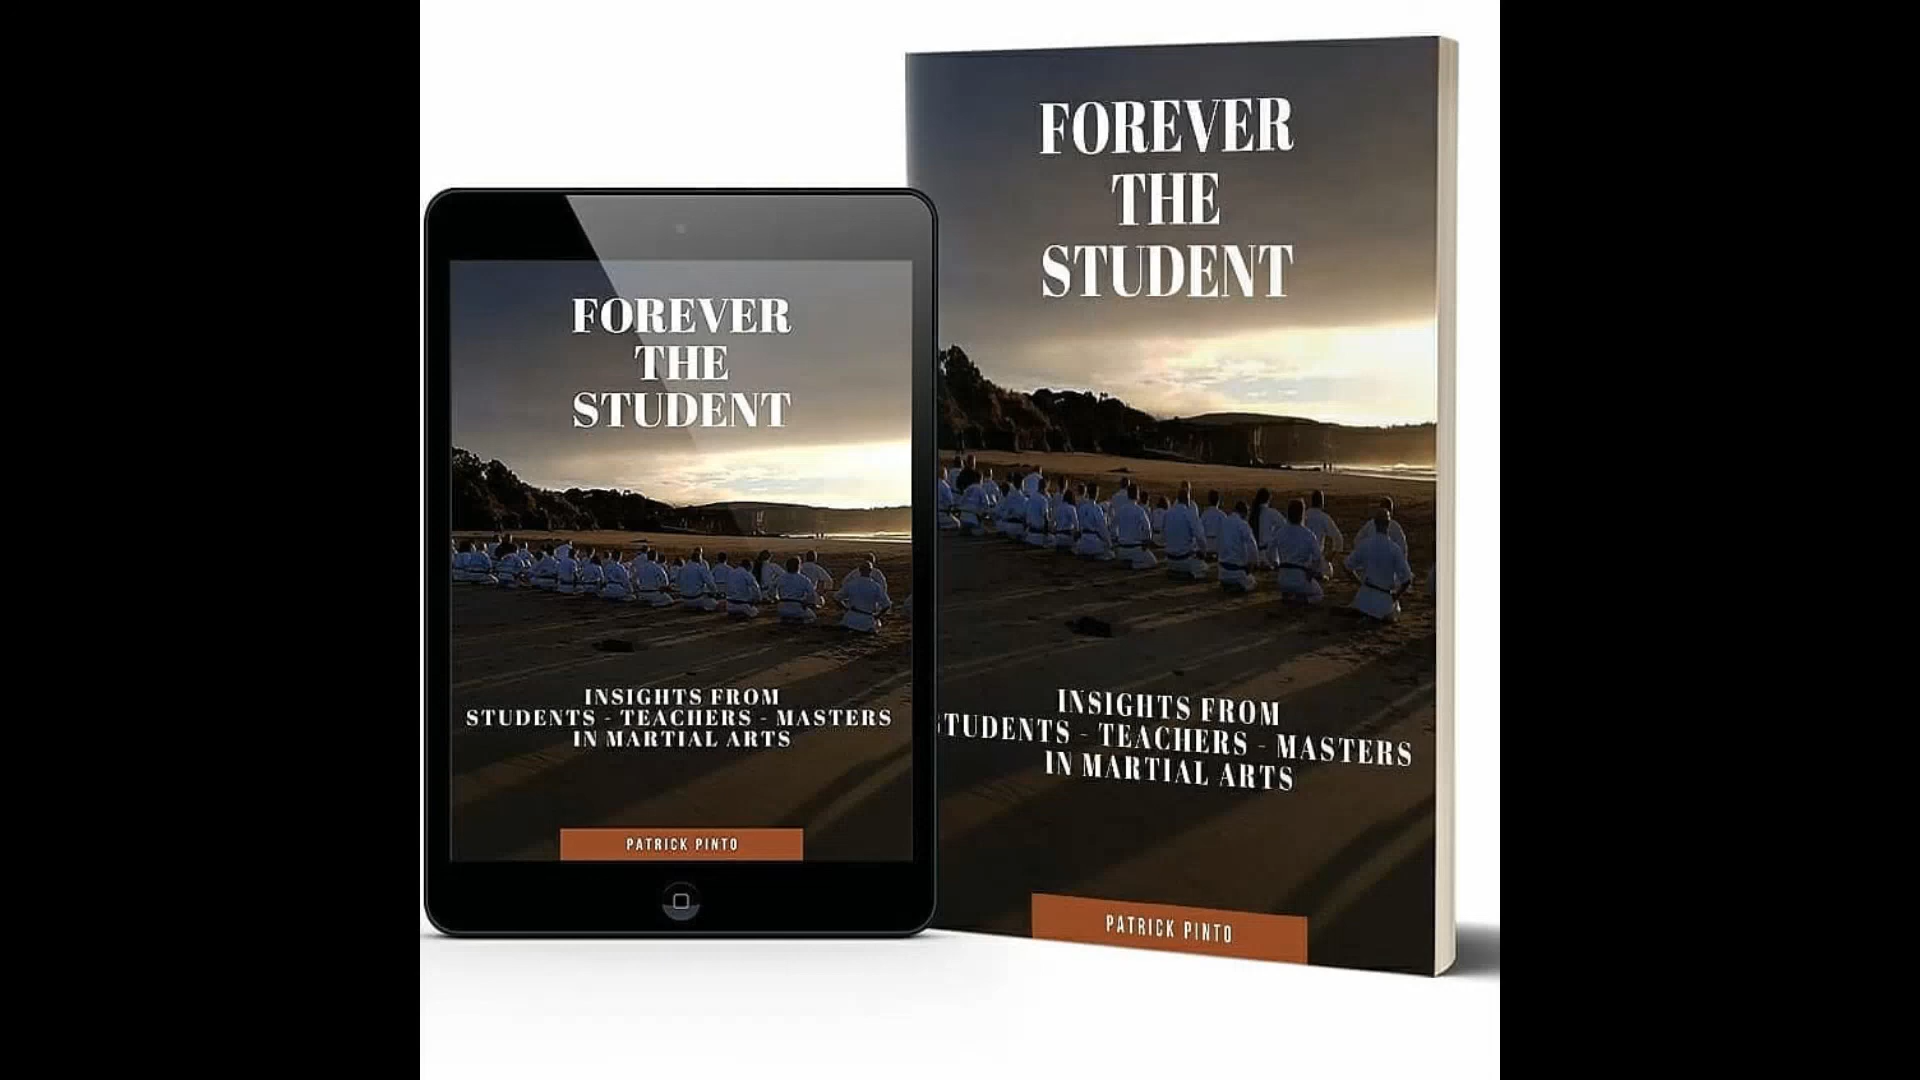 FOREVER
THE
STUDENT
INSIGHTS FROM
STUDENTS - TEACHERS - MASTERS
IN MARTIAL ARTS
PATRICK PINTO
FOREVER
THE
STUDENT
INSIGHTS FROM
STUDENTS - TEACHERS - MASTERS
IN MARTIAL ARTS
PATRICK PINTO